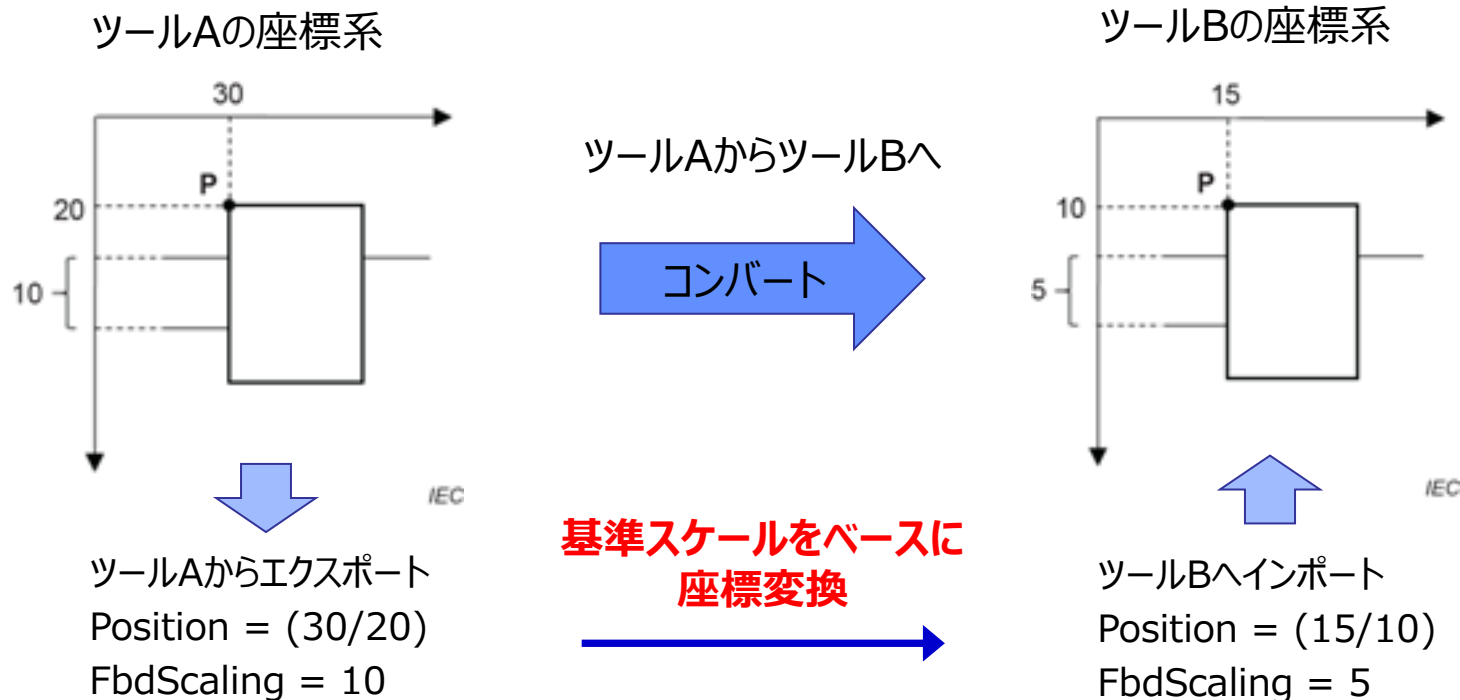 ツールAの座標系
30
P
20
10
IEC
ツールAからエクスポート
Position = (30/20)
FbdScaling = 10
ツールAからツールBへ
コンバート
基準スケールをベースに
座標変換
ツールBの座標系
15
P
10
5
IEC
ツールBへインポート
Position = (15/10)
FbdScaling = 5